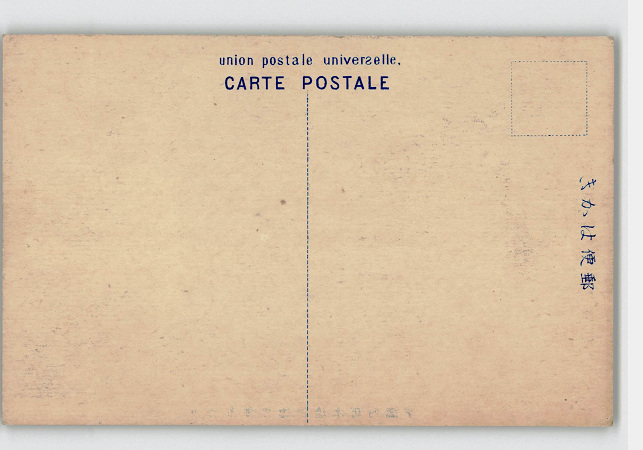 union postale universelle.
CARTE POSTALE
きかは便郵